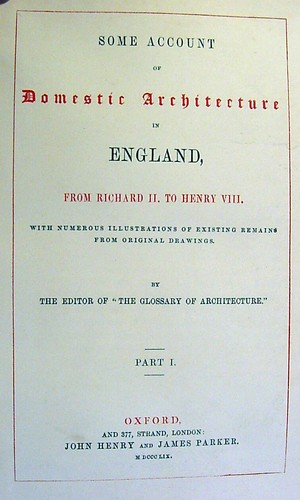 SOME ACCOUNT
OF
Domestic Architecture
IN
ENGLAND,
FROM RICHARD II. TO HENRY VIII.
WITH NUMEROUS ILLUSTRATIONS OF EXISTING REMAINS
FROM ORIGINAL DRAWINGS.
BY
THE EDITOR OF "THE GLOSSARY OF ARCHITECTURE."
PART I.
OXFORD,
AND 377, STRAND, LONDON:
JOHN HENRY AND JAMES PARKER.
M DCCC LIX.